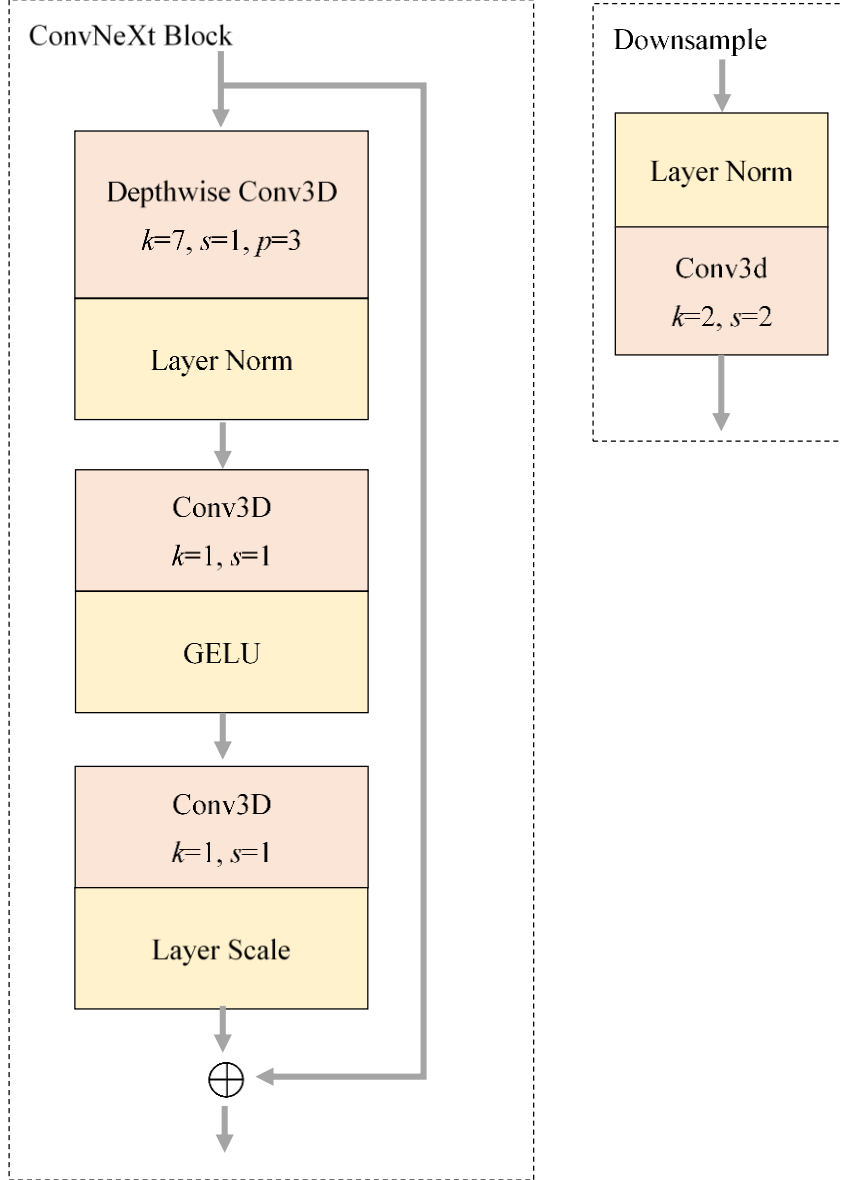 ConvNeXt Block
Depthwise Conv3D
k=7, s=1, p=3
Layer Norm
Conv3D
k=1, s=1
GELU
Conv3D
k=1, s=1
Layer Scale
Downsample
Layer Norm
Conv3d
k=2, s=2